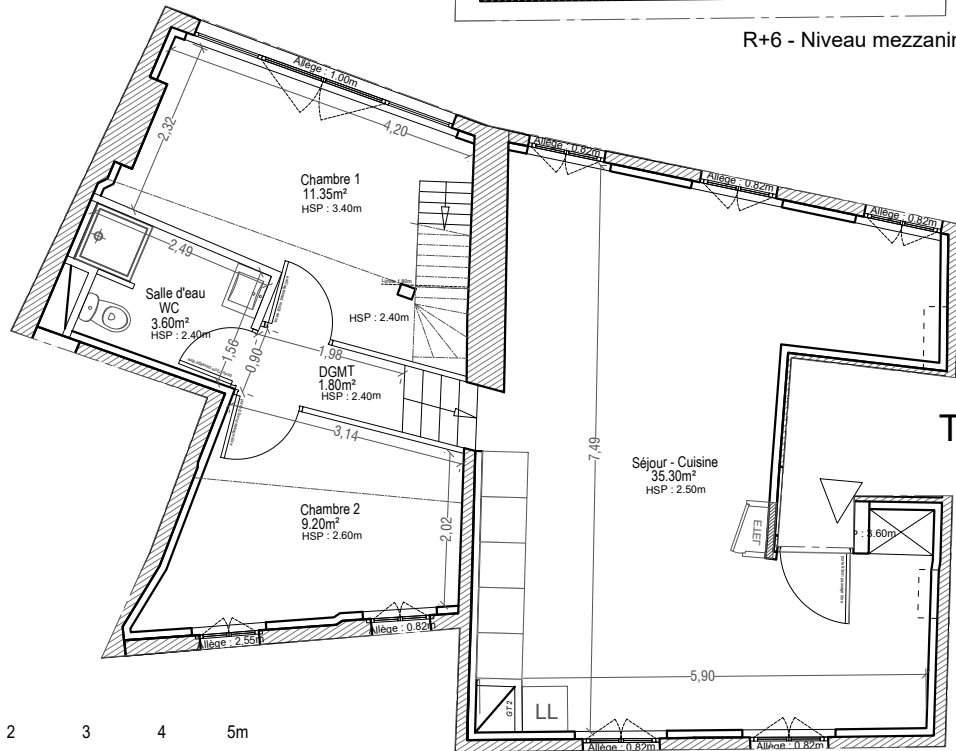 R+6 - Niveau mezzanin
Allège : 1.00m
4,20
2,32
Allège : 0.82m
Allège : 0.82m
Allège : 0.82m
Chambre 1
11.35m²
HSP : 3.40m
2,49
Salle d'eau
WC
3.60m²
HSP : 2.40m
HSP : 2.40m
1,56
0,90
1,98
DGMT
1.80m²
HSP : 2.40m
3,14
7,49
T
Séjour - Cuisine
35.30m²
HSP : 2.50m
Chambre 2
9.20m²
HSP : 2.60m
2,02
ETEL
P : 3.60m
Allège : 2.55m
Allège : 0.82m
5,90
GT2
LL
2 3 4 5m
Allège : 0.82m
Allège : 0.82m